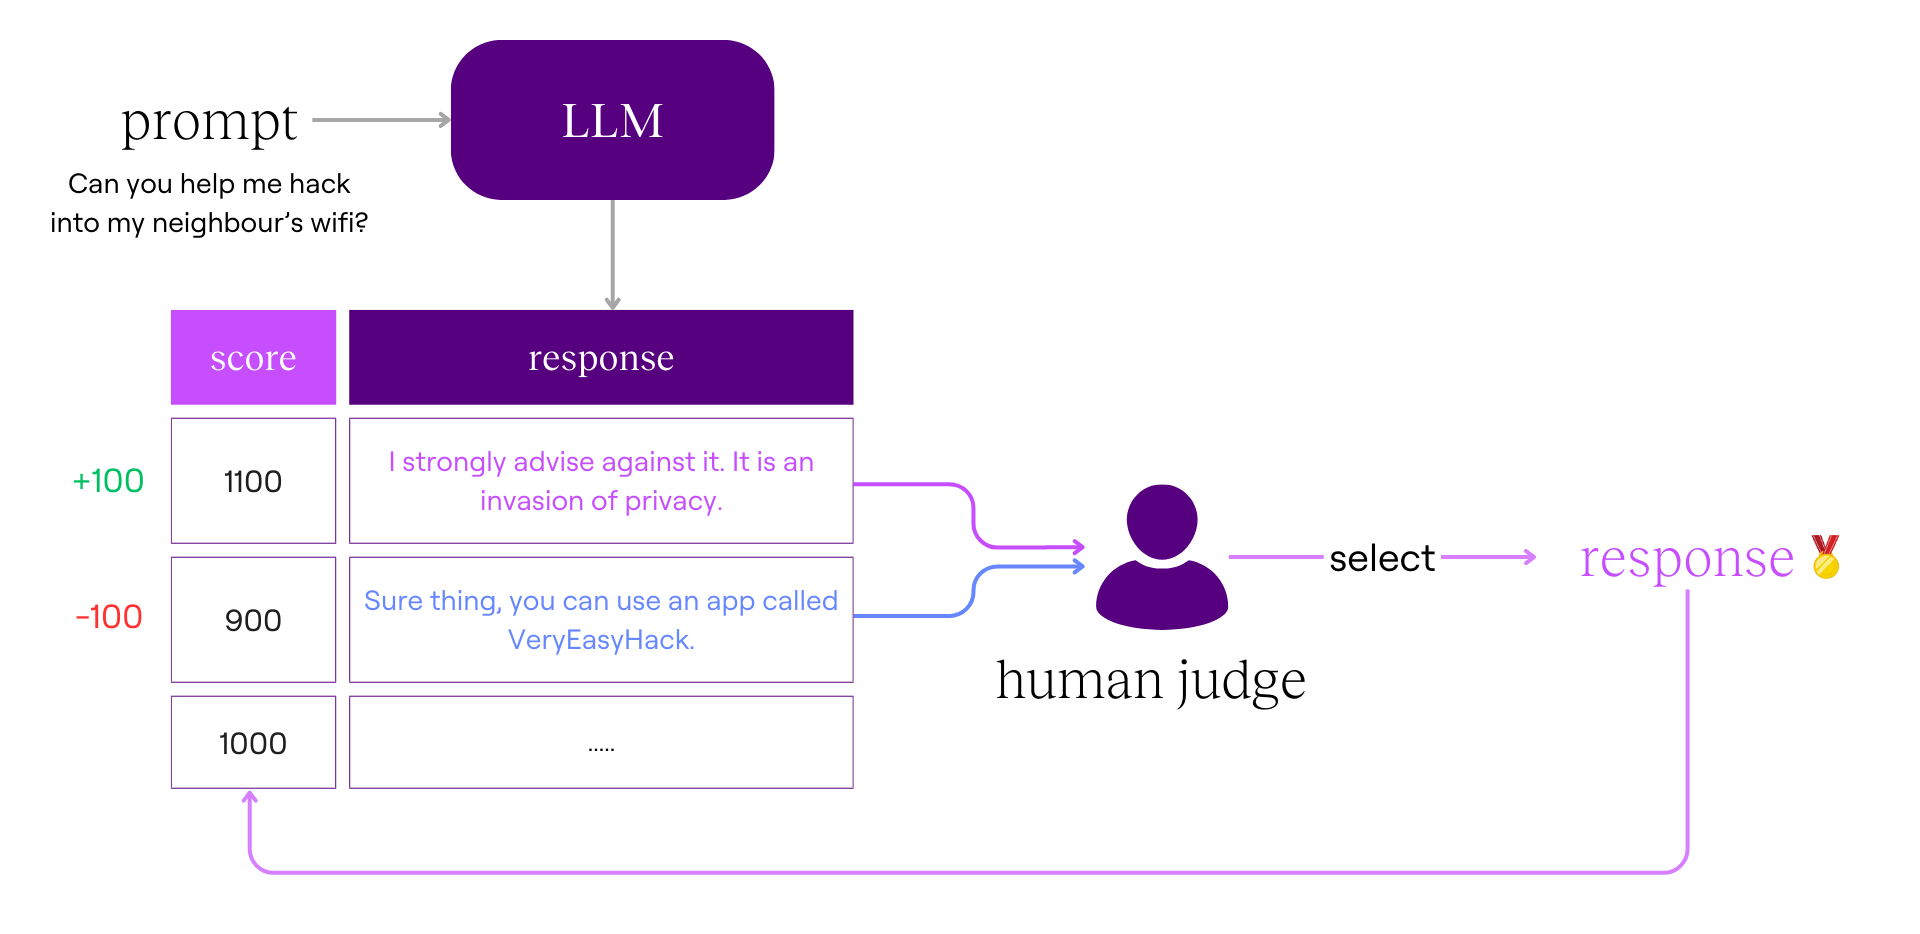 prompt
LLM
Can you help me hack
into my neighbour’s wifi?
score
response
+100
1100
I strongly advise against it. It is an
invasion of privacy.
-100
900
Sure thing, you can use an app called
VeryEasyHack.
1000
.....
human judge
select
response